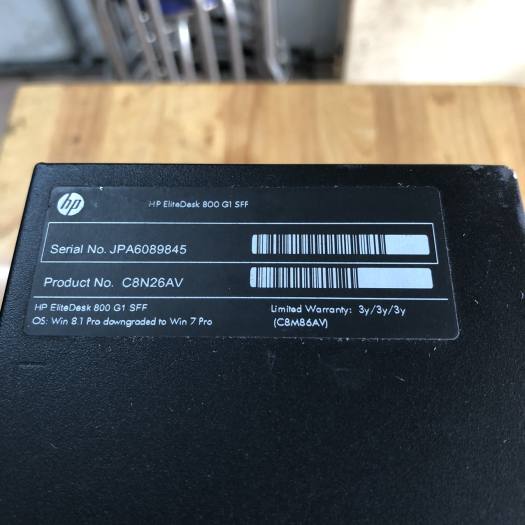 hp
HP EliteDesk 800 G1 SFF
Serial No. JPA6089845
Product No. C8N26AV
HP EliteDesk 800 G1 SFF
OS: Win 8.1 Pro downgraded to Win 7 Pro
Limited Warranty: 3y/3y/3y
(C8M86AV)